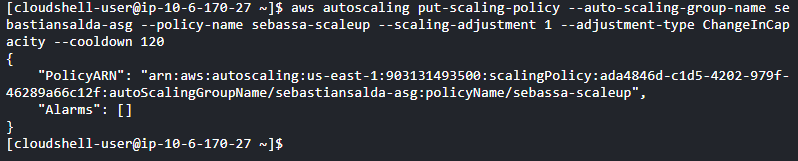 [cloudshell-user@ip-10-6-170-27 ~]$ aws autoscaling put-scaling-policy --auto-scaling-group-name se
bastiansalda-asg --policy-name sebassa-scaleup --scaling-adjustment 1 --adjustment-type ChangeInCap
acity --cooldown 120
{
    "PolicyARN": "arn:aws:autoscaling:us-east-1:903131493500:scalingPolicy:ada4846d-c1d5-4202-979f-
46289a66c12f:autoScalingGroupName/sebastiansalda-asg:policyName/sebassa-scaleup",
    "Alarms": []
}
[cloudshell-user@ip-10-6-170-27 ~]$